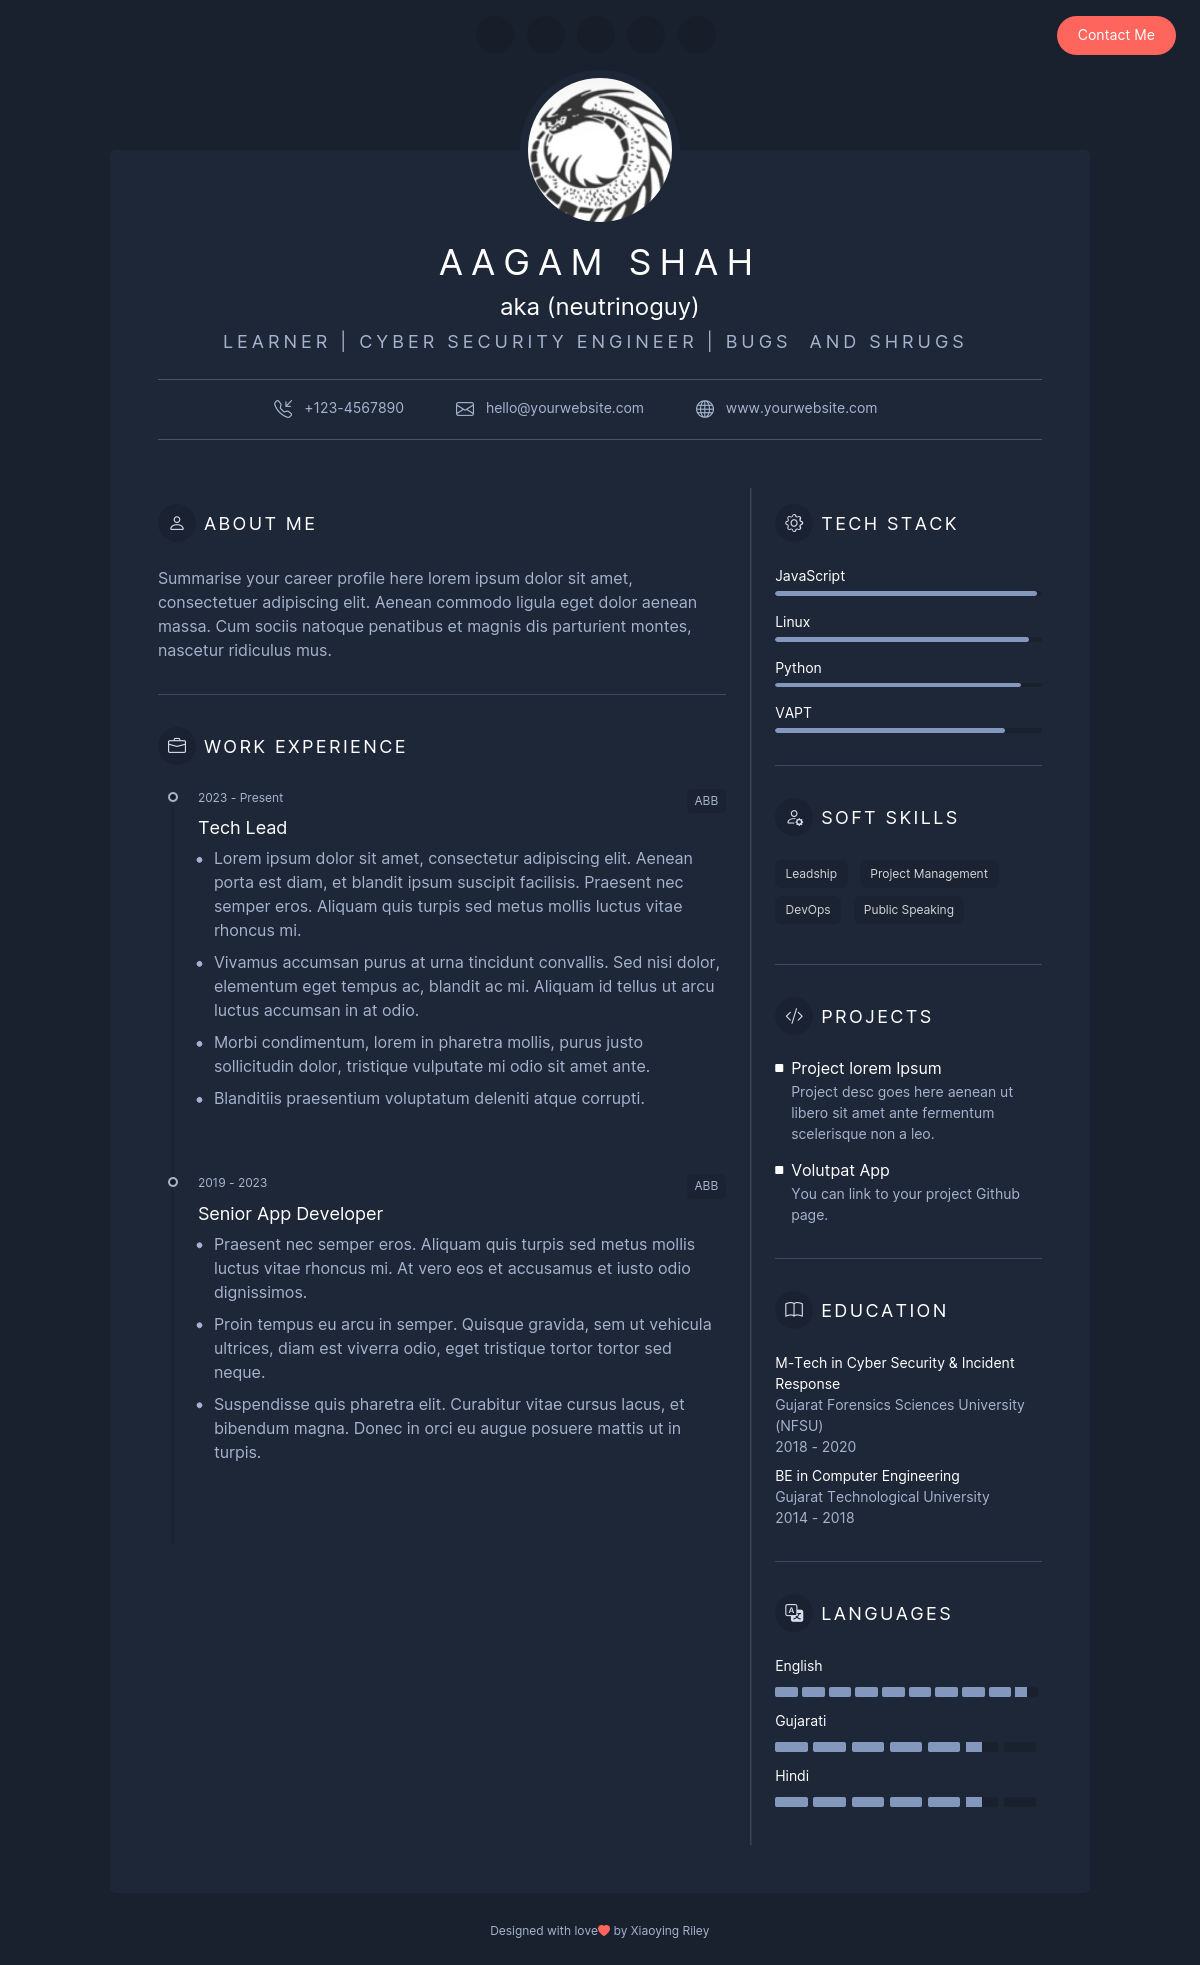 Contact Me
AAGAM SHAH
aka (neutrinoguy)
LEARNER | CYBER SECURITY ENGINEER | BUGS AND SHRUGS
+123-4567890
hello@yourwebsite.com
www.yourwebsite.com
ABOUT ME
Summarise your career profile here lorem ipsum dolor sit amet,
consectetuer adipiscing elit. Aenean commodo ligula eget dolor aenean
massa. Cum sociis natoque penatibus et magnis dis parturient montes,
nascetur ridiculus mus.
WORK EXPERIENCE
2023 - Present
ABB
Tech Lead
Lorem ipsum dolor sit amet, consectetur adipiscing elit. Aenean
porta est diam, et blandit ipsum suscipit facilisis. Praesent nec
semper eros. Aliquam quis turpis sed metus mollis luctus vitae
rhoncus mi.
Vivamus accumsan purus at urna tincidunt convallis. Sed nisi dolor,
elementum eget tempus ac, blandit ac mi. Aliquam id tellus ut arcu
luctus accumsan in at odio.
Morbi condimentum, lorem in pharetra mollis, purus justo
sollicitudin dolor, tristique vulputate mi odio sit amet ante.
Blanditiis praesentium voluptatum deleniti atque corrupti.
2019 - 2023
ABB
Senior App Developer
Praesent nec semper eros. Aliquam quis turpis sed metus mollis
luctus vitae rhoncus mi. At vero eos et accusamus et iusto odio
dignissimos.
Proin tempus eu arcu in semper. Quisque gravida, sem ut vehicula
ultrices, diam est viverra odio, eget tristique tortor tortor sed
neque.
Suspendisse quis pharetra elit. Curabitur vitae cursus lacus, et
bibendum magna. Donec in orci eu augue posuere mattis ut in
turpis.
TECH STACK
JavaScript
Linux
Python
VAPT
SOFT SKILLS
Leadship
Project Management
DevOps
Public Speaking
PROJECTS
Project lorem Ipsum
Project desc goes here aenean ut
libero sit amet ante fermentum
scelerisque non a leo.
Volutpat App
You can link to your project Github
page.
EDUCATION
M-Tech in Cyber Security & Incident
Response
Gujarat Forensics Sciences University
(NFSU)
2018 - 2020
BE in Computer Engineering
Gujarat Technological University
2014 - 2018
LANGUAGES
English
Gujarati
Hindi
Designed with love by Xiaoying Riley